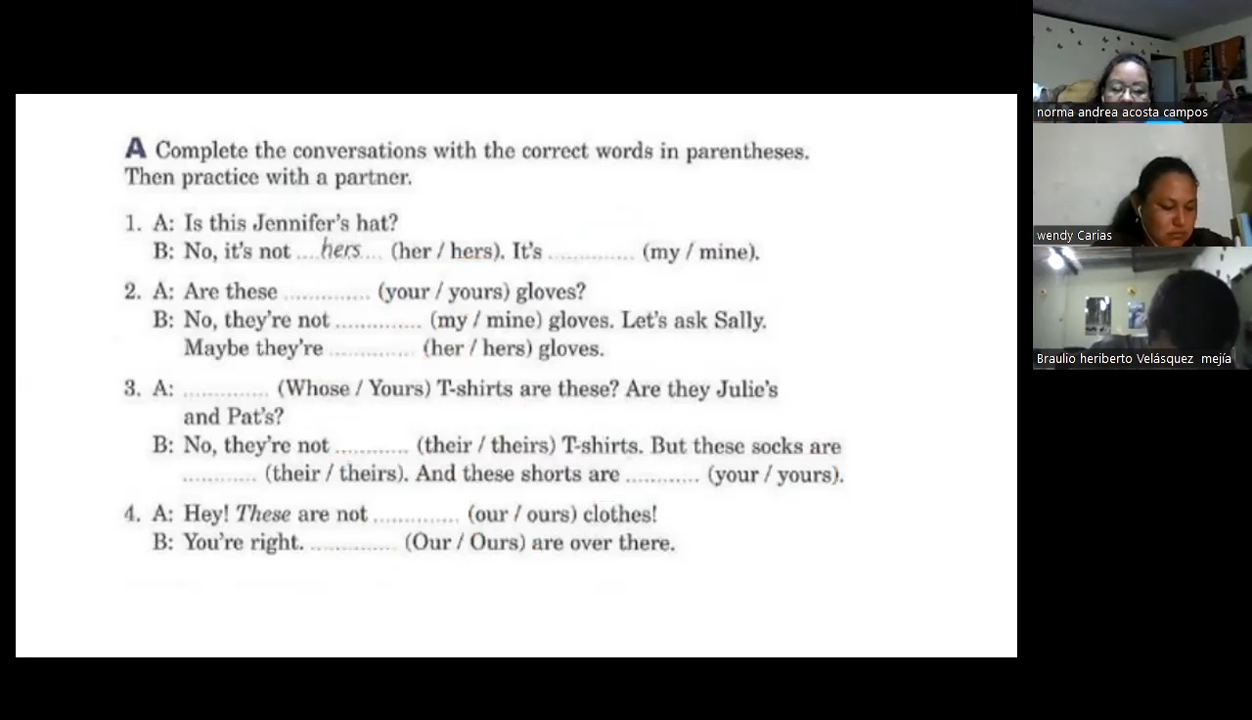 A Complete the conversations with the correct words in parentheses.
Then practice with a partner.
1. A: Is this Jennifer's hat?
B: No, it's not ....hers.... (her / hers). It's .............. (my / mine).
2. A: Are these .............. (your / yours) gloves?
B: No, they're not .............. (my / mine) gloves. Let's ask Sally.
Maybe they're .............. (her / hers) gloves.
3. A: .............. (Whose / Yours) T-shirts are these? Are they Julie's
and Pat's?
B: No, they're not ............ (their / theirs) T-shirts. But these socks are
............ (their / theirs). And these shorts are ............ (your / yours).
4. A: Hey! These are not .............. (our / ours) clothes!
B: You're right. .............. (Our / Ours) are over there.
norma andrea acosta campos
wendy Carias
Braulio heriberto Velásquez mejía